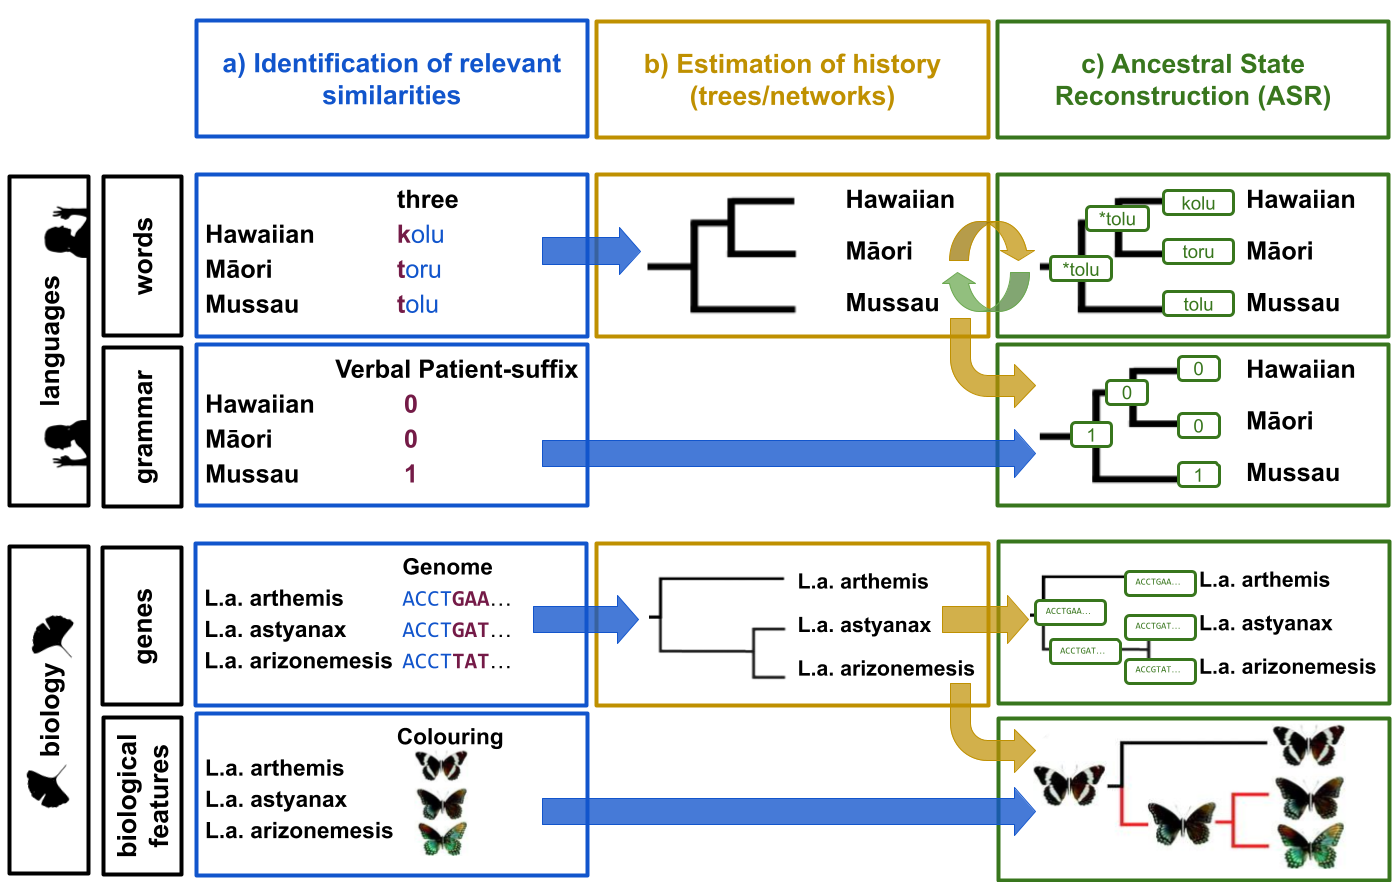 a) Identification of relevant
similarities
b) Estimation of history
(trees/networks)
c) Ancestral State
Reconstruction (ASR)
languages
words
three
Hawaiian kolu
Māori toru
Mussau tolu
Hawaiian
Māori
Mussau
*tolu
*tolu
kolu
toru
tolu
Hawaiian
Māori
Mussau
grammar
Verbal Patient-suffix
Hawaiian 0
Māori 0
Mussau 1
1
0
0
0
1
Hawaiian
Māori
Mussau
biology
genes
Genome
L.a. arthemis ACCTGAA...
L.a. astyanax ACCTGAT...
L.a. arizonemesis ACCTTAT...
L.a. arthemis
L.a. astyanax
L.a. arizonemesis
ACCTGAA...
ACCTGAT...
ACCTGAA...
ACCTGAT...
ACCGTAT...
L.a. arthemis
L.a. astyanax
L.a. arizonemesis
biological
features
Colouring
L.a. arthemis
L.a. astyanax
L.a. arizonemesis